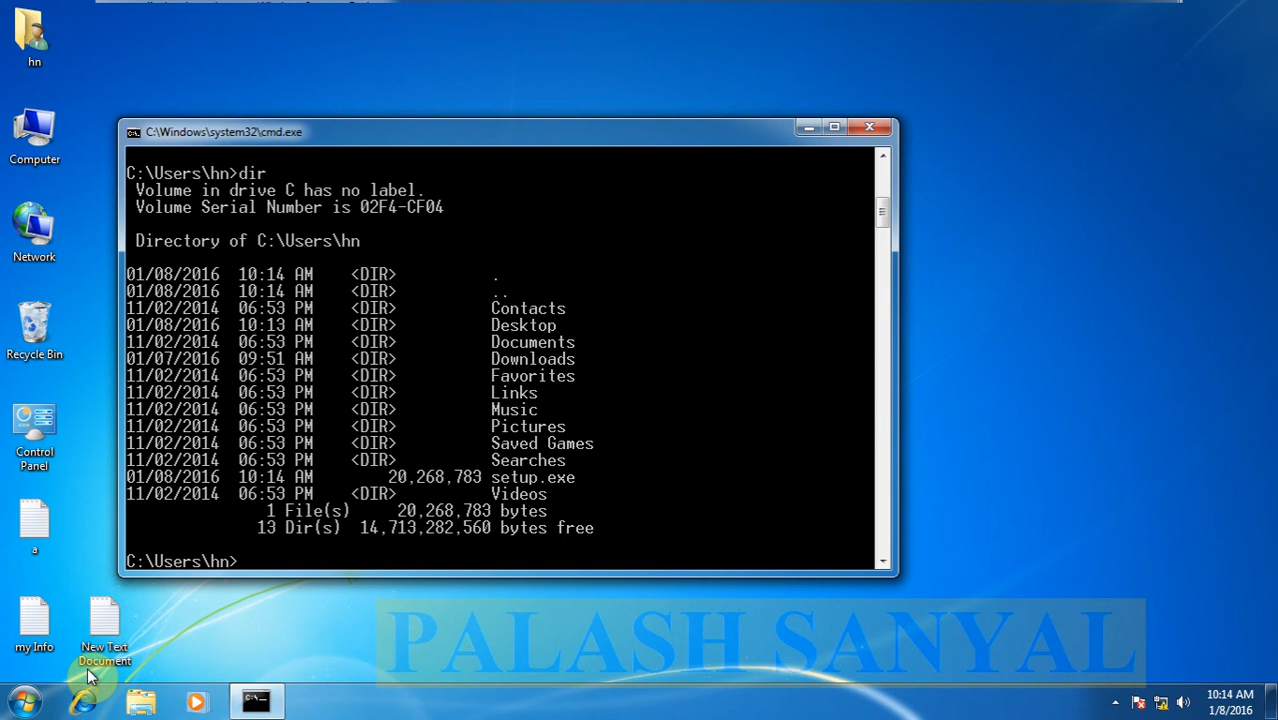 hn
Computer
Network
Recycle Bin
Control
Panel
a
my Info
New Text
Document
C:\Windows\system32\cmd.exe
C:\Users\hn>dir
Volume in drive C has no label.
Volume Serial Number is 02F4-CF04
Directory of C:\Users\hn
01/08/2016 10:14 AM <DIR> .
01/08/2016 10:14 AM <DIR> ..
11/02/2014 06:53 PM <DIR> Contacts
01/08/2016 10:13 AM <DIR> Desktop
11/02/2014 06:53 PM <DIR> Documents
01/07/2016 09:51 AM <DIR> Downloads
11/02/2014 06:53 PM <DIR> Favorites
11/02/2014 06:53 PM <DIR> Links
11/02/2014 06:53 PM <DIR> Music
11/02/2014 06:53 PM <DIR> Pictures
11/02/2014 06:53 PM <DIR> Saved Games
11/02/2014 06:53 PM <DIR> Searches
01/08/2016 10:14 AM 20,268,783 setup.exe
11/02/2014 06:53 PM <DIR> Videos
1 File(s) 20,268,783 bytes
13 Dir(s) 14,713,282,560 bytes free
C:\Users\hn>
PALASH SANYAL
10:14 AM
1/8/2016